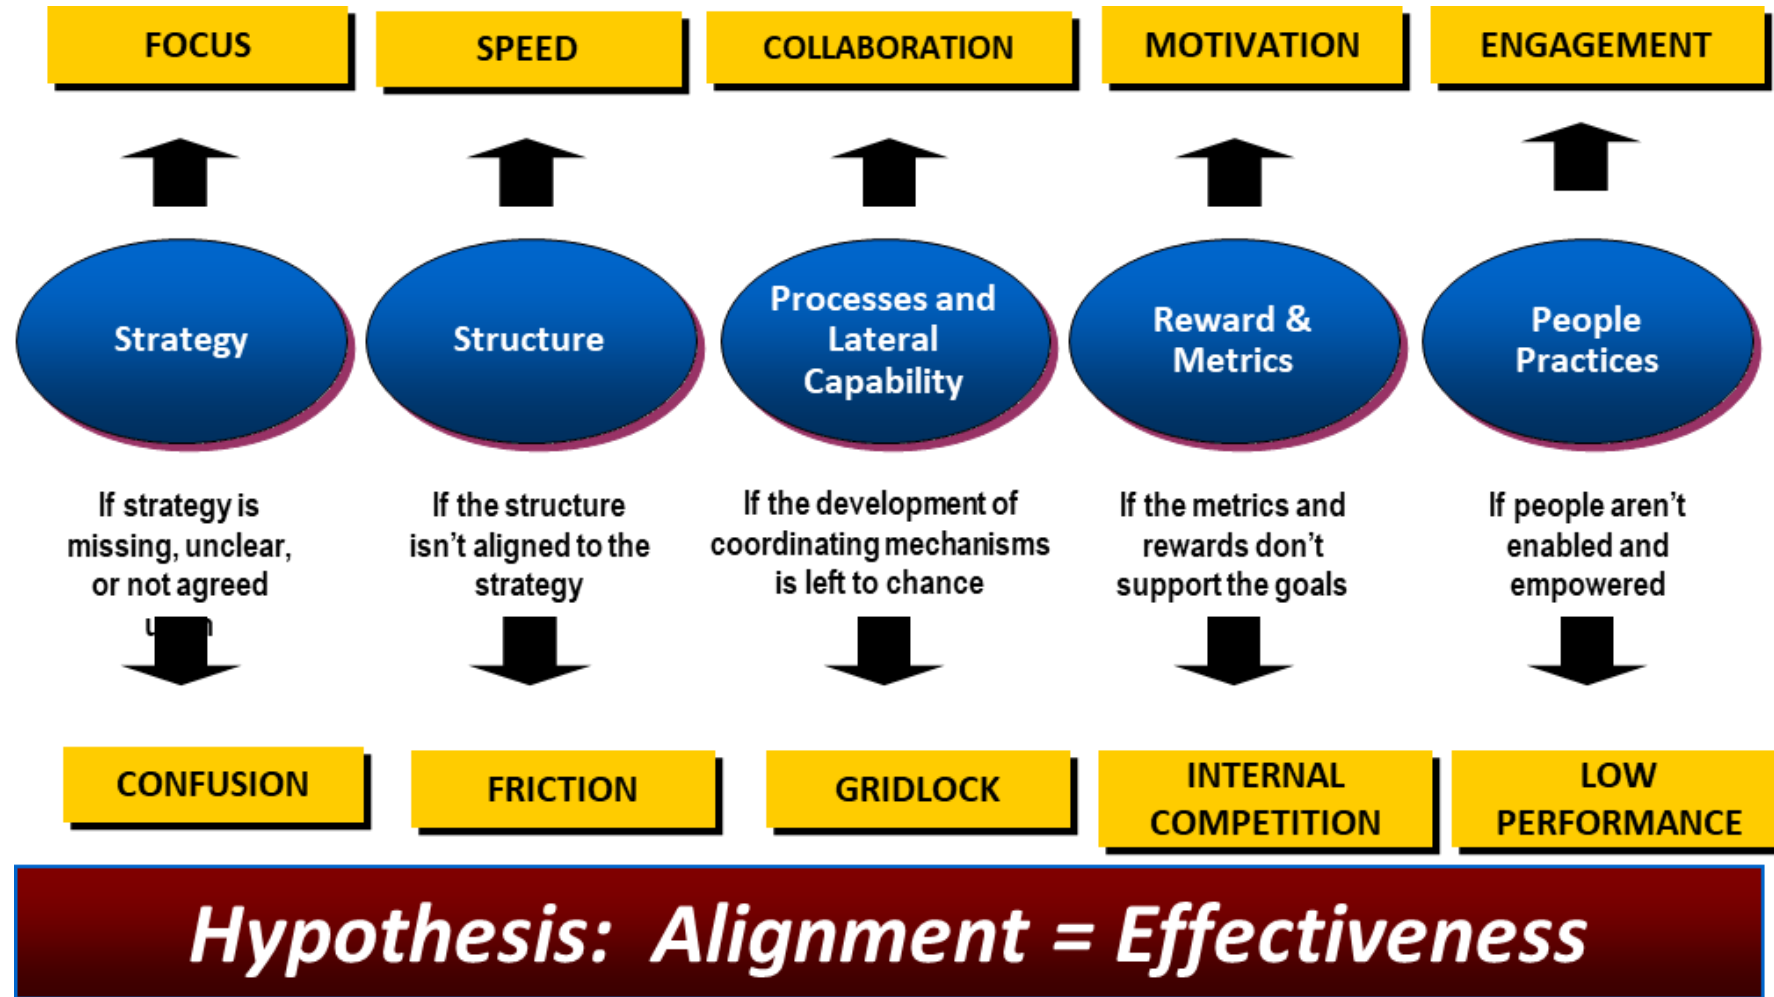 FOCUS
SPEED
COLLABORATION
MOTIVATION
ENGAGEMENT
Strategy
Structure
Processes and
Lateral
Capability
Reward &
Metrics
People
Practices
If strategy is
missing, unclear,
or not agreed
If the structure
isn't aligned to the
strategy
If the development of
coordinating mechanisms
is left to chance
If the metrics and
rewards don't
support the goals
If people aren't
enabled and
empowered
CONFUSION
FRICTION
GRIDLOCK
INTERNAL
COMPETITION
LOW
PERFORMANCE
Hypothesis: Alignment = Effectiveness